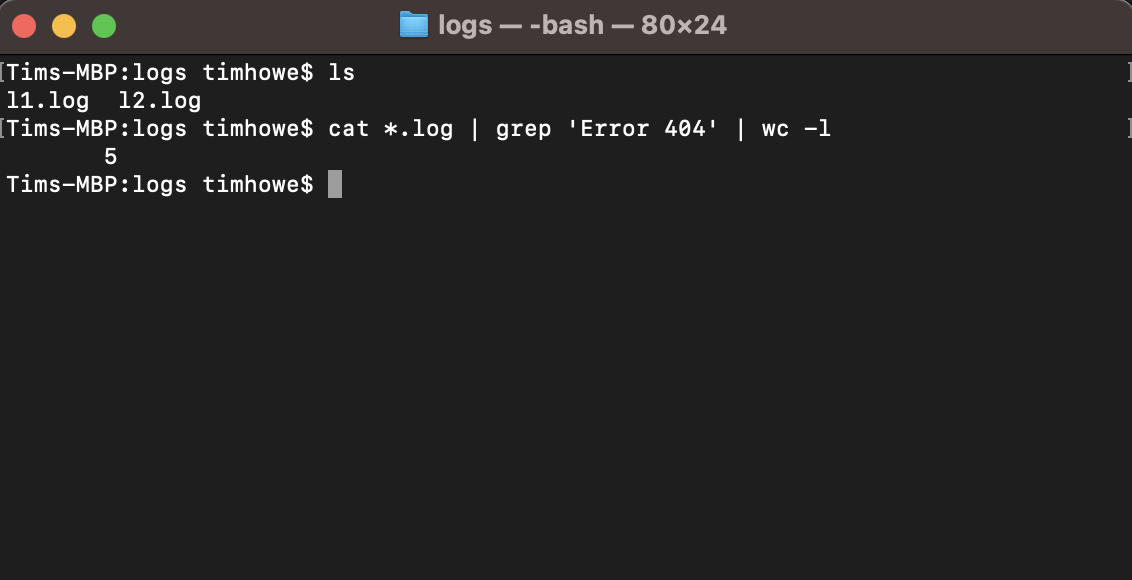 logs — -bash — 80×24
[Tims-MBP:logs timhowe$ ls ]
l1.log  l2.log
[Tims-MBP:logs timhowe$ cat *.log | grep 'Error 404' | wc -l ]
       5
Tims-MBP:logs timhowe$